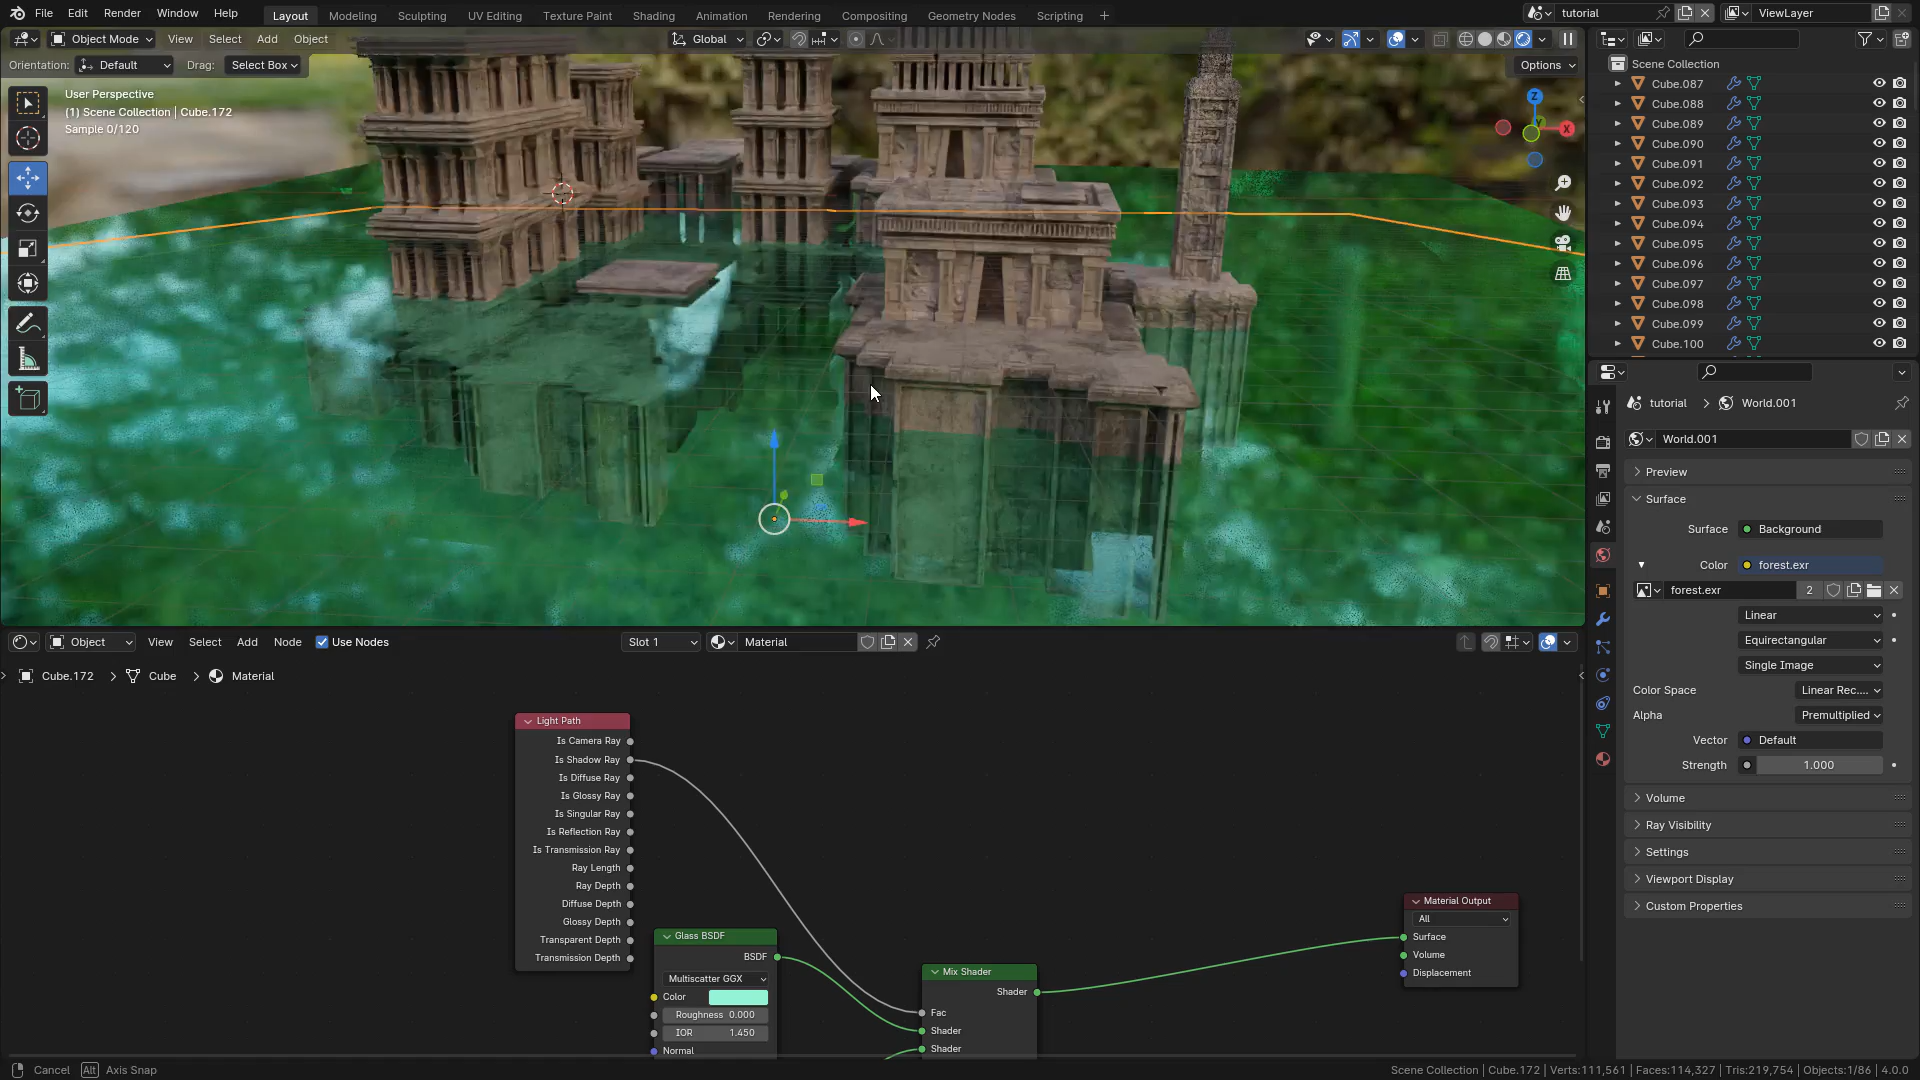 File Edit Render Window Help
Layout Modeling Sculpting UV Editing Texture Paint Shading Animation Rendering Compositing Geometry Nodes Scripting +
tutorial
ViewLayer
Object Mode View Select Add Object
Global
Orientation: Default Drag: Select Box
Options
User Perspective
(1) Scene Collection | Cube.172
Sample 0/120
Z
X
Scene Collection
Cube.087
Cube.088
Cube.089
Cube.090
Cube.091
Cube.092
Cube.093
Cube.094
Cube.095
Cube.096
Cube.097
Cube.098
Cube.099
Cube.100
tutorial > World.001
World.001
Preview
Surface
Surface Background
Color forest.exr
forest.exr 2
Linear
Equirectangular
Single Image
Color Space Linear Rec....
Alpha Premultiplied
Vector Default
Strength 1.000
Volume
Ray Visibility
Settings
Viewport Display
Custom Properties
Object View Select Add Node Use Nodes
Slot 1
Material
Cube.172 > Cube > Material
Light Path
Is Camera Ray
Is Shadow Ray
Is Diffuse Ray
Is Glossy Ray
Is Singular Ray
Is Reflection Ray
Is Transmission Ray
Ray Length
Ray Depth
Diffuse Depth
Glossy Depth
Transparent Depth
Transmission Depth
Glass BSDF
BSDF
Multiscatter GGX
Color
Roughness 0.000
IOR 1.450
Normal
Mix Shader
Shader
Fac
Shader
Shader
Material Output
All
Surface
Volume
Displacement
Cancel Alt Axis Snap
Scene Collection | Cube.172 | Verts:111,561 | Faces:114,327 | Tris:219,754 | Objects:1/86 | 4.0.0